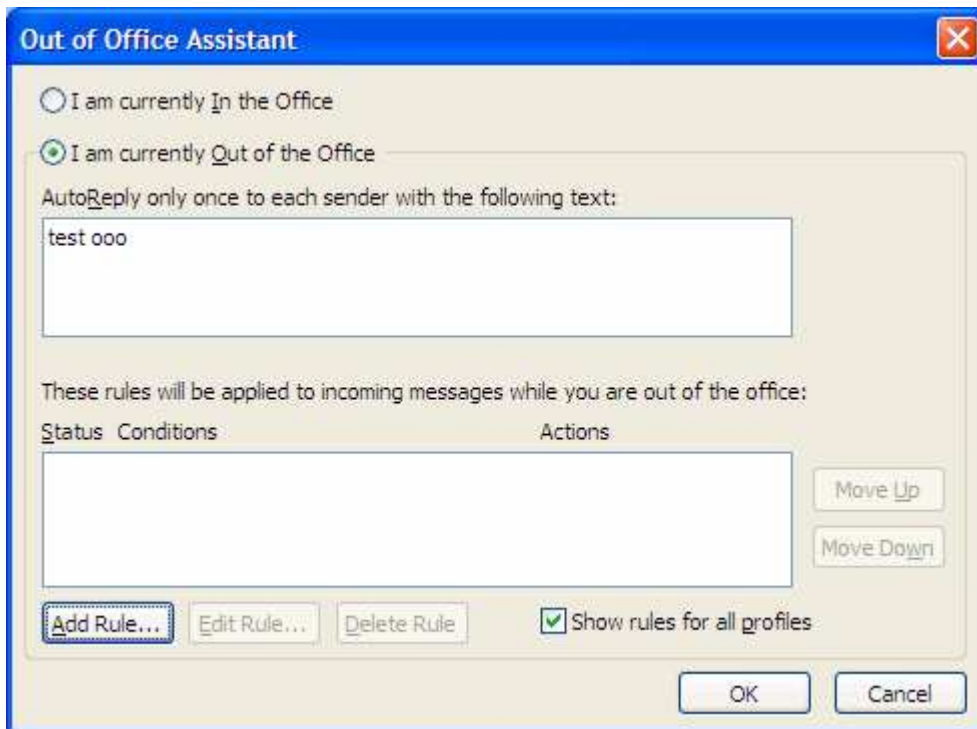 Out of Office Assistant
I am currently In the Office
I am currently Out of the Office
AutoReply only once to each sender with the following text:
test ooo
These rules will be applied to incoming messages while you are out of the office:
Status Conditions Actions
Move Up
Move Down
Add Rule... Edit Rule... Delete Rule Show rules for all profiles
OK Cancel